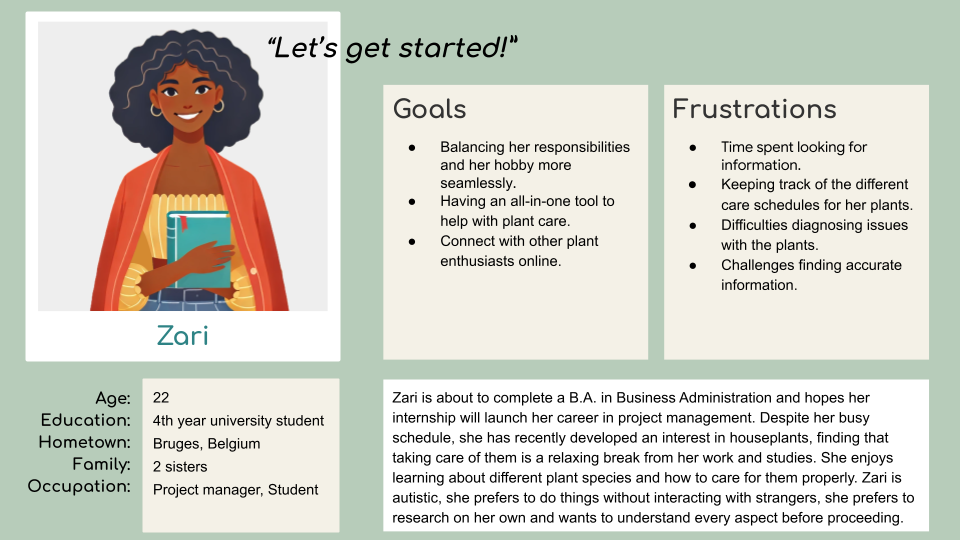 “Let’s get started!”
Zari
Age: 22
Education: 4th year university student
Hometown: Bruges, Belgium
Family: 2 sisters
Occupation: Project manager, Student
Goals
● Balancing her responsibilities
and her hobby more
seamlessly.
● Having an all-in-one tool to
help with plant care.
● Connect with other plant
enthusiasts online.
Frustrations
● Time spent looking for
information.
● Keeping track of the different
care schedules for her plants.
● Difficulties diagnosing issues
with the plants.
● Challenges finding accurate
information.
Zari is about to complete a B.A. in Business Administration and hopes her
internship will launch her career in project management. Despite her busy
schedule, she has recently developed an interest in houseplants, finding that
taking care of them is a relaxing break from her work and studies. She enjoys
learning about different plant species and how to care for them properly. Zari is
autistic, she prefers to do things without interacting with strangers, she prefers to
research on her own and wants to understand every aspect before proceeding.